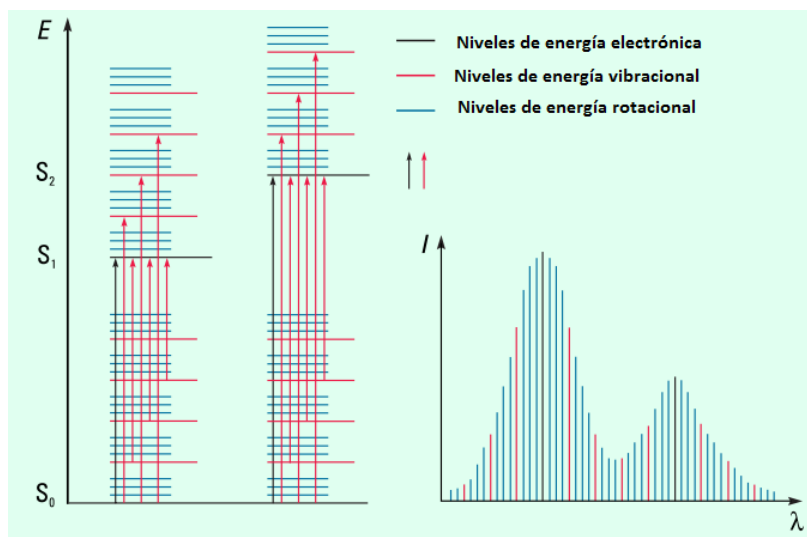 E
Niveles de energía electrónica
Niveles de energía vibracional
Niveles de energía rotacional
S2
S1
S0
I
λ